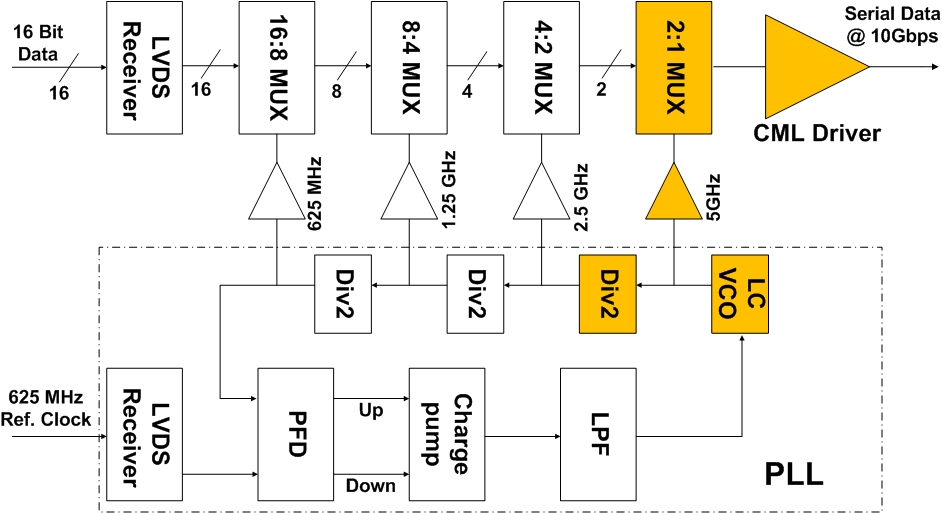 16 Bit
Data
16
LVDS
Receiver
16
16:8 MUX
8
8:4 MUX
4
4:2 MUX
2
2:1 MUX
CML Driver
Serial Data
@ 10Gbps
625 MHz
1.25 GHz
2.5 GHz
5GHz
Div2
Div2
Div2
LC
VCO
625 MHz
Ref. Clock
LVDS
Receiver
PFD
Up
Down
Charge
pump
LPF
PLL